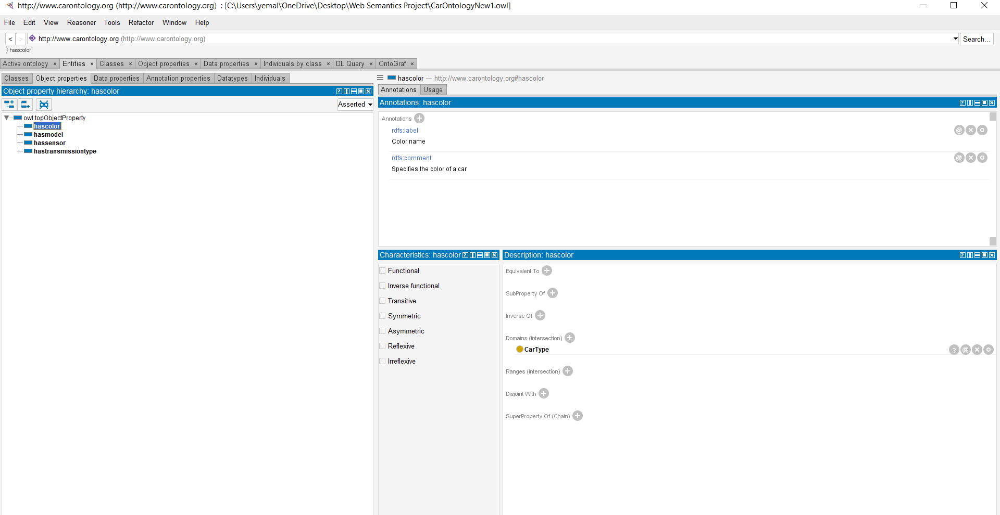 http://www.carontology.org (http://www.carontology.org) : [C:\Users\yemal\OneDrive\Desktop\Web Semantics Project\CarOntologyNew1.owl]
File Edit View Reasoner Tools Refactor Window Help
< > http://www.carontology.org (http://www.carontology.org) Search...
hascolor
Active ontology × Entities × Classes × Object properties × Data properties × Individuals by class × DL Query × OntoGraf ×
Classes Object properties Data properties Annotation properties Datatypes Individuals
Object property hierarchy: hascolor
Asserted
owl:topObjectProperty
hascolor
hasmodel
hassensor
hastransmissiontype
hascolor — http://www.carontology.org#hascolor
Annotations Usage
Annotations: hascolor
Annotations
rdfs:label
Color name
rdfs:comment
Specifies the color of a car
Characteristics: hascolor
Functional
Inverse functional
Transitive
Symmetric
Asymmetric
Reflexive
Irreflexive
Description: hascolor
Equivalent To
SubProperty Of
Inverse Of
Domains (intersection)
CarType
Ranges (intersection)
Disjoint With
SuperProperty Of (Chain)